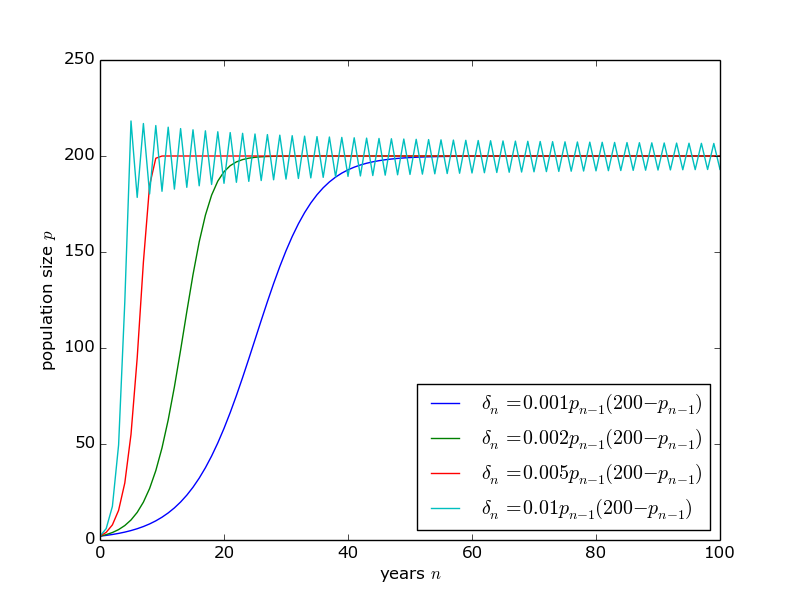 250
200
150
100
50
0
population size p
0 20 40 60 80 100
years n
δₙ =0.001pₙ₋₁(200−pₙ₋₁)
δₙ =0.002pₙ₋₁(200−pₙ₋₁)
δₙ =0.005pₙ₋₁(200−pₙ₋₁)
δₙ =0.01pₙ₋₁(200−pₙ₋₁)